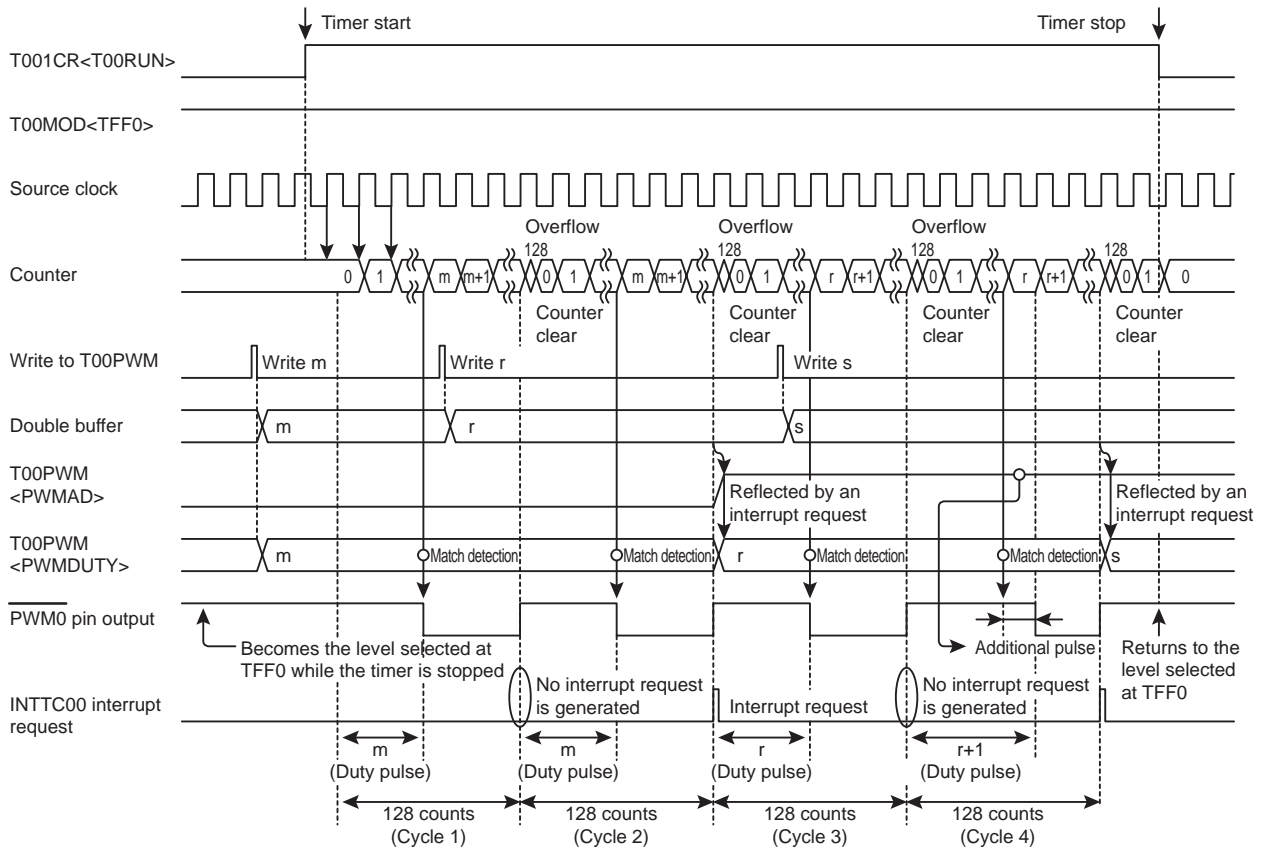 Timer start
Timer stop
T001CR<T00RUN>
T00MOD<TFF0>
Source clock
Overflow
Overflow
Overflow
128
128
128
128
Counter
0 1 m m+1 0 1 m m+1 0 1 r r+1 0 1 r r+1 0 1 0
Counter
clear
Counter
clear
Counter
clear
Counter
clear
Write to T00PWM
Write m
Write r
Write s
Double buffer
m
r
s
T00PWM
<PWMAD>
Reflected by an
interrupt request
Reflected by an
interrupt request
T00PWM
<PWMDUTY>
m
Match detection
Match detection
r
Match detection
Match detection
s
PWM0 pin output
Becomes the level selected at
TFF0 while the timer is stopped
Additional pulse
Returns to the
level selected
at TFF0
INTTC00 interrupt
request
No interrupt request
is generated
Interrupt request
No interrupt request
is generated
m
(Duty pulse)
m
(Duty pulse)
r
(Duty pulse)
r+1
(Duty pulse)
128 counts
(Cycle 1)
128 counts
(Cycle 2)
128 counts
(Cycle 3)
128 counts
(Cycle 4)